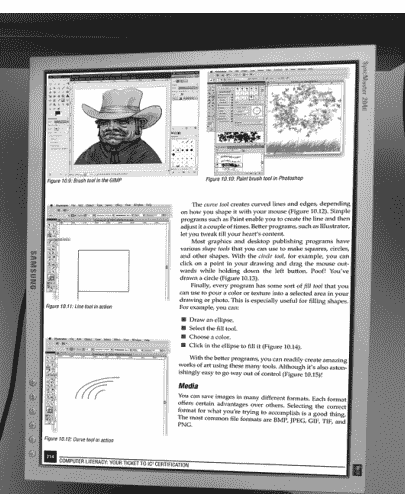 SyncMaster
SAMSUNG
Figure 10.9: Brush tool in the GIMP
Figure 10.10: Paint brush tool in Photoshop
Figure 10.11: Line tool in action
Figure 10.12: Curve tool in action
The curve tool creates curved lines and edges, depending
on how you shape it with your mouse (Figure 10.12). Simple
programs such as Paint enable you to create the line and then
adjust it a couple of times. Better programs, such as Illustrator,
let you tweak till your heart's content.
Most graphics and desktop publishing programs have
various shape tools that you can use to make squares, circles,
and other shapes. With the circle tool, for example, you can
click on a point in your drawing and drag the mouse out-
wards while holding down the left button. Poof! You've
drawn a circle (Figure 10.13).
Finally, every program has some sort of fill tool that you
can use to pour a color or texture into a selected area in your
drawing or photo. This is especially useful for filling shapes.
For example, you can:
■ Draw an ellipse.
■ Select the fill tool.
■ Choose a color.
■ Click in the ellipse to fill it (Figure 10.14).
With the better programs, you can readily create amazing
works of art using these many tools. Although it's also aston-
ishingly easy to go way out of control (Figure 10.15)!
Media
You can save images in many different formats. Each format
offers certain advantages over others. Selecting the correct
format for what you're trying to accomplish is a good thing.
The most common file formats are BMP, JPEG, GIF, TIF, and
PNG.
214 COMPUTER LITERACY: YOUR TICKET TO IC³ CERTIFICATION